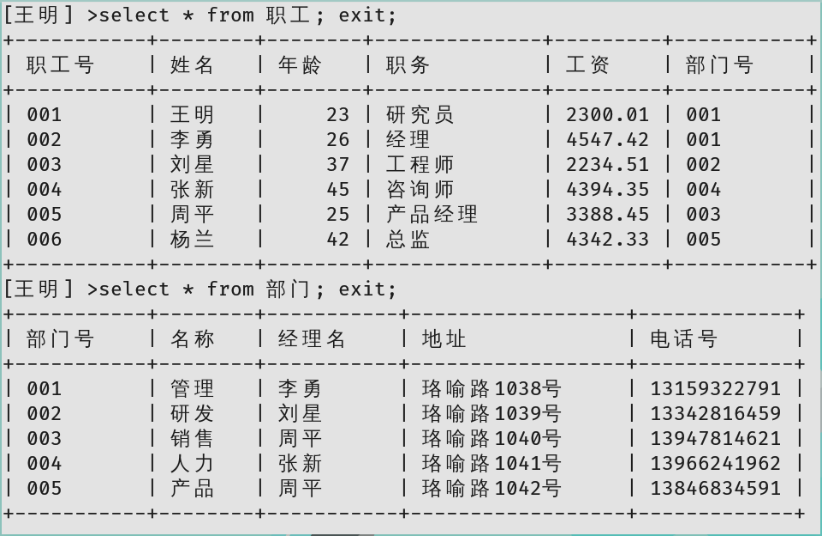 [王明] >select * from 职工; exit;
+-----------+--------+--------+--------------+---------+-----------+
| 职工号 | 姓名 | 年龄 | 职务 | 工资 | 部门号 |
+-----------+--------+--------+--------------+---------+-----------+
| 001 | 王明 | 23 | 研究员 | 2300.01 | 001 |
| 002 | 李勇 | 26 | 经理 | 4547.42 | 001 |
| 003 | 刘星 | 37 | 工程师 | 2234.51 | 002 |
| 004 | 张新 | 45 | 咨询师 | 4394.35 | 004 |
| 005 | 周平 | 25 | 产品经理 | 3388.45 | 003 |
| 006 | 杨兰 | 42 | 总监 | 4342.33 | 005 |
+-----------+--------+--------+--------------+---------+-----------+
[王明] >select * from 部门; exit;
+-----------+--------+-----------+------------------+-------------+
| 部门号 | 名称 | 经理名 | 地址 | 电话号 |
+-----------+--------+-----------+------------------+-------------+
| 001 | 管理 | 李勇 | 珞喻路1038号 | 13159322791 |
| 002 | 研发 | 刘星 | 珞喻路1039号 | 13342816459 |
| 003 | 销售 | 周平 | 珞喻路1040号 | 13947814621 |
| 004 | 人力 | 张新 | 珞喻路1041号 | 13966241962 |
| 005 | 产品 | 周平 | 珞喻路1042号 | 13846834591 |
+-----------+--------+-----------+------------------+-------------+